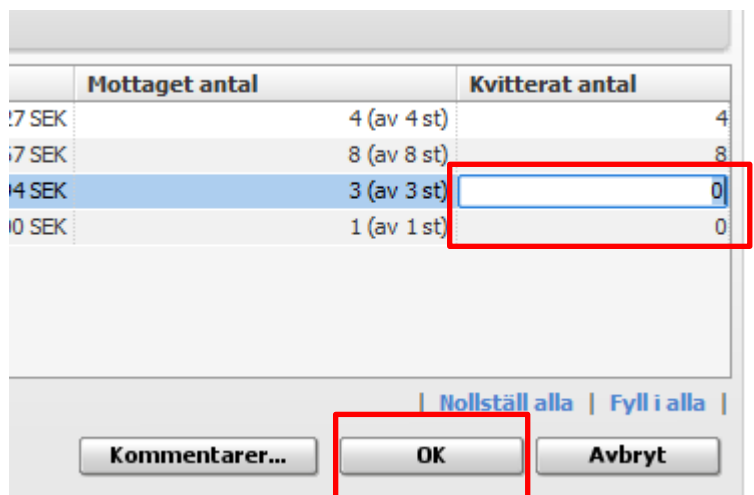 Mottaget antal Kvitterat antal
27 SEK 4 (av 4 st) 4
57 SEK 8 (av 8 st) 8
94 SEK 3 (av 3 st) 0
00 SEK 1 (av 1 st) 0
| Nollställ alla | Fyll i alla |
Kommentarer... OK Avbryt